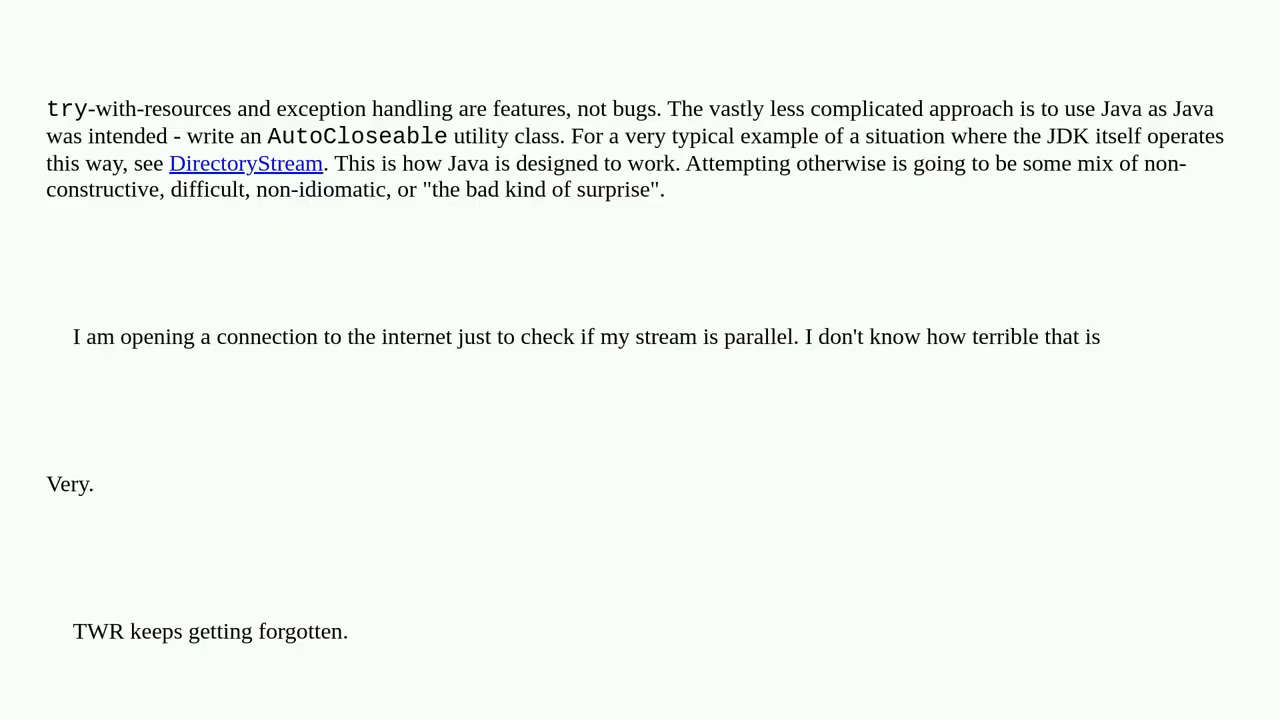 try-with-resources and exception handling are features, not bugs. The vastly less complicated approach is to use Java as Java
was intended - write an AutoCloseable utility class. For a very typical example of a situation where the JDK itself operates
this way, see DirectoryStream. This is how Java is designed to work. Attempting otherwise is going to be some mix of non-
constructive, difficult, non-idiomatic, or "the bad kind of surprise".
I am opening a connection to the internet just to check if my stream is parallel. I don't know how terrible that is
Very.
TWR keeps getting forgotten.